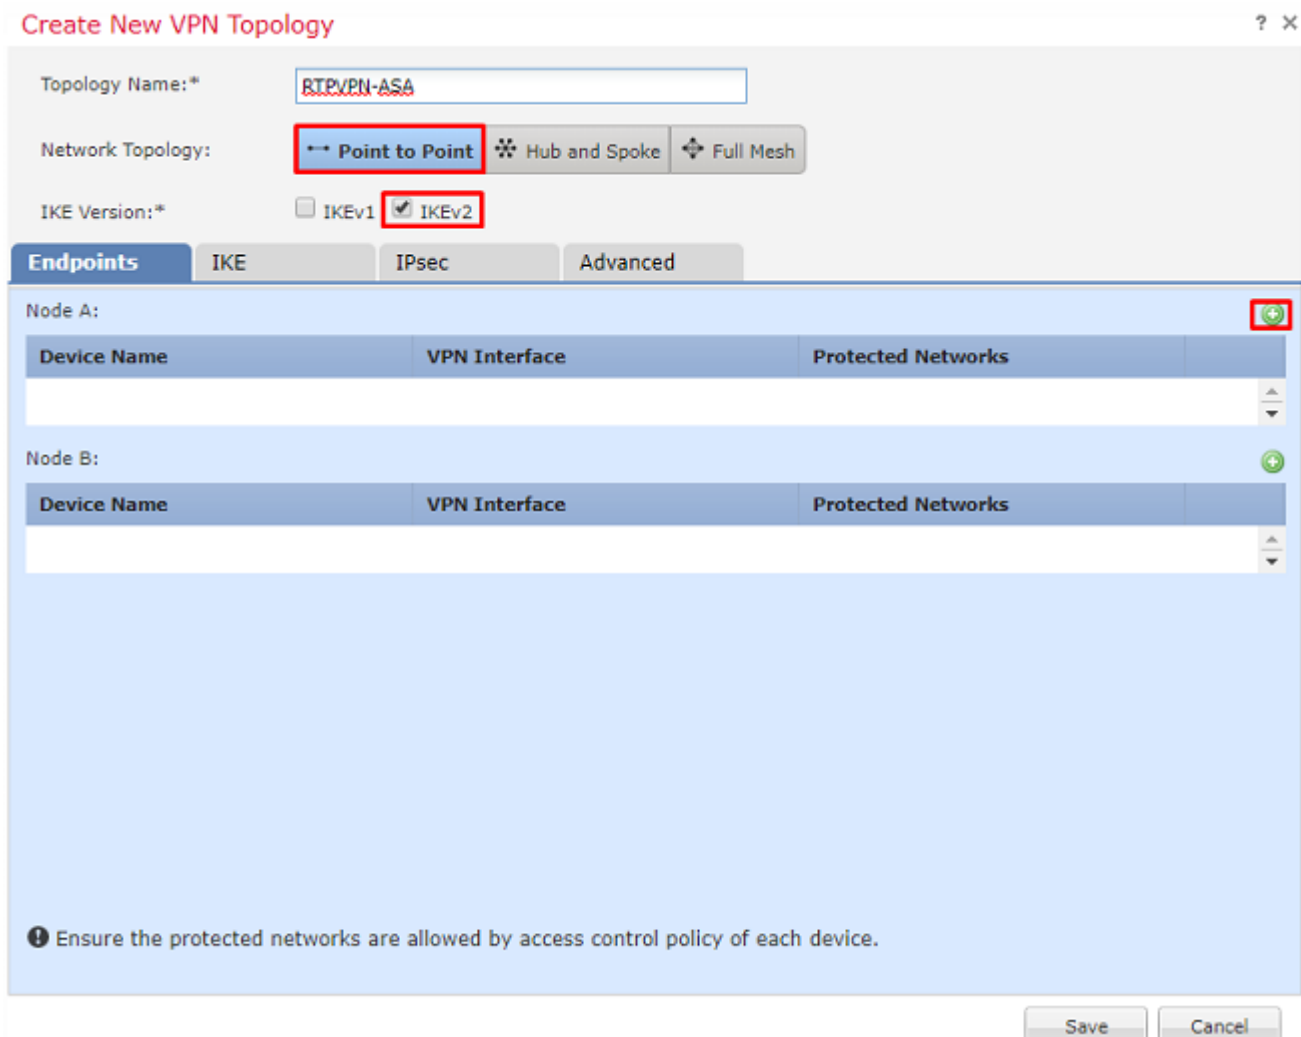 Create New VPN Topology ? ×
Topology Name:* RTPVPN-ASA
Network Topology: Point to Point Hub and Spoke Full Mesh
IKE Version:* IKEv1 IKEv2
Endpoints IKE IPsec Advanced
Node A:
Device Name VPN Interface Protected Networks
Node B:
Device Name VPN Interface Protected Networks
Ensure the protected networks are allowed by access control policy of each device.
Save Cancel